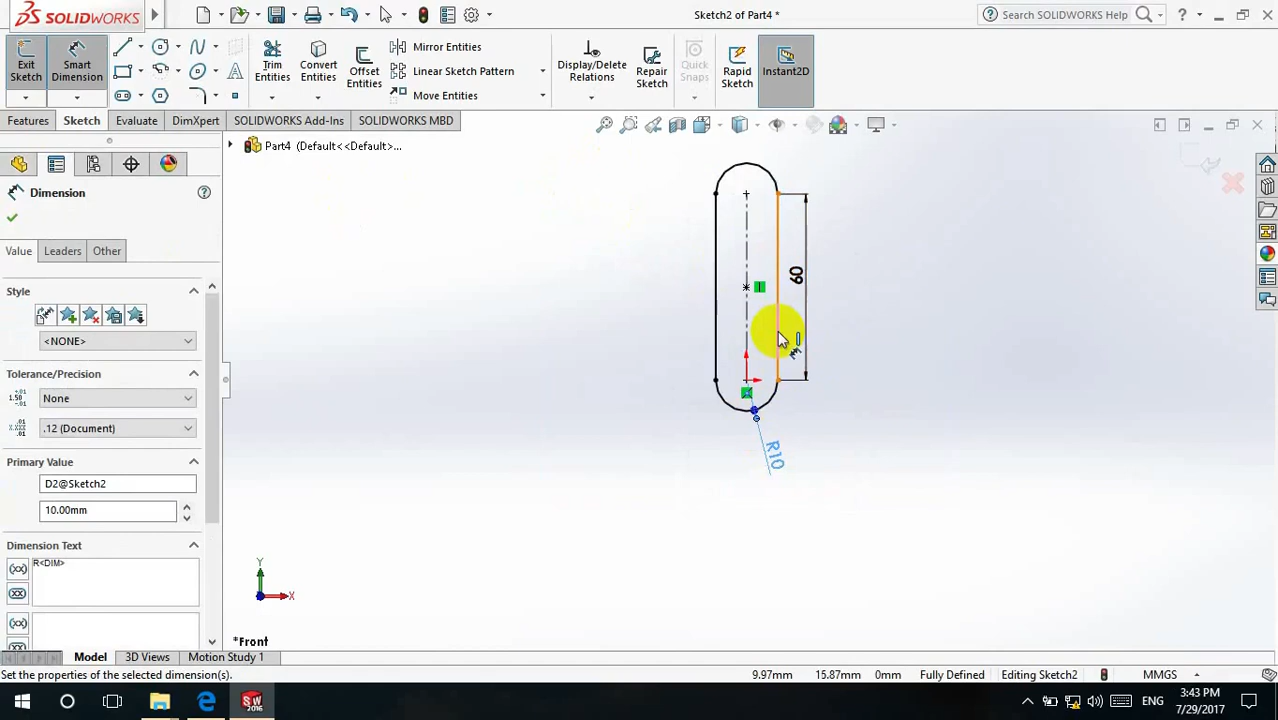 SOLIDWORKS
Sketch2 of Part4 *
Search SOLIDWORKS Help
?
Exit Sketch
Smart Dimension
Trim Entities
Convert Entities
Offset Entities
Mirror Entities
Linear Sketch Pattern
Move Entities
Display/Delete Relations
Repair Sketch
Quick Snaps
Rapid Sketch
Instant2D
Features
Sketch
Evaluate
DimXpert
SOLIDWORKS Add-Ins
SOLIDWORKS MBD
Part4 (Default<<Default>...
Dimension
?
Value
Leaders
Other
Style
<NONE>
Tolerance/Precision
None
.12 (Document)
Primary Value
D2@Sketch2
10.00mm
Dimension Text
R<DIM>
60
R10
Y
X
*Front
Model
3D Views
Motion Study 1
Set the properties of the selected dimension(s).
9.97mm
15.87mm
0mm
Fully Defined
Editing Sketch2
MMGS
SW
2016
ENG
3:43 PM
7/29/2017